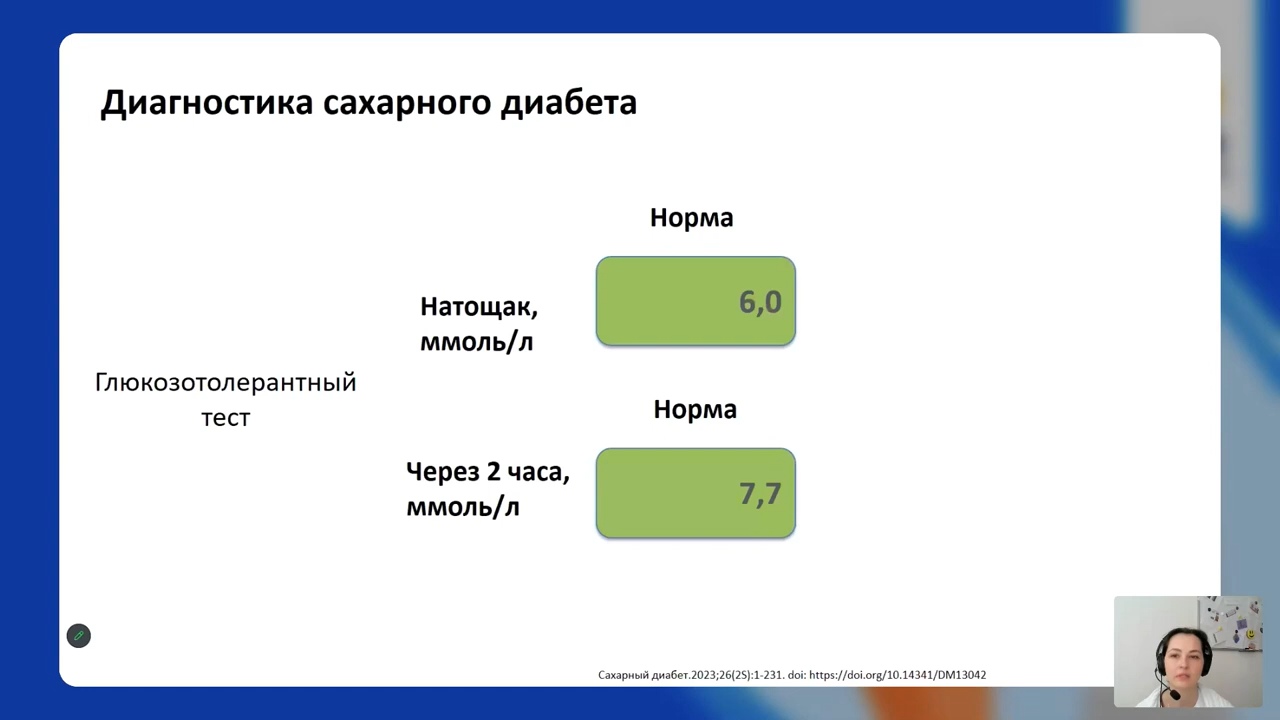 Диагностика сахарного диабета
Норма
Натощак,
ммоль/л
6,0
Глюкозотолерантный
тест
Норма
Через 2 часа,
ммоль/л
7,7
Сахарный диабет.2023;26(2S):1-231. doi: https://doi.org/10.14341/DM13042